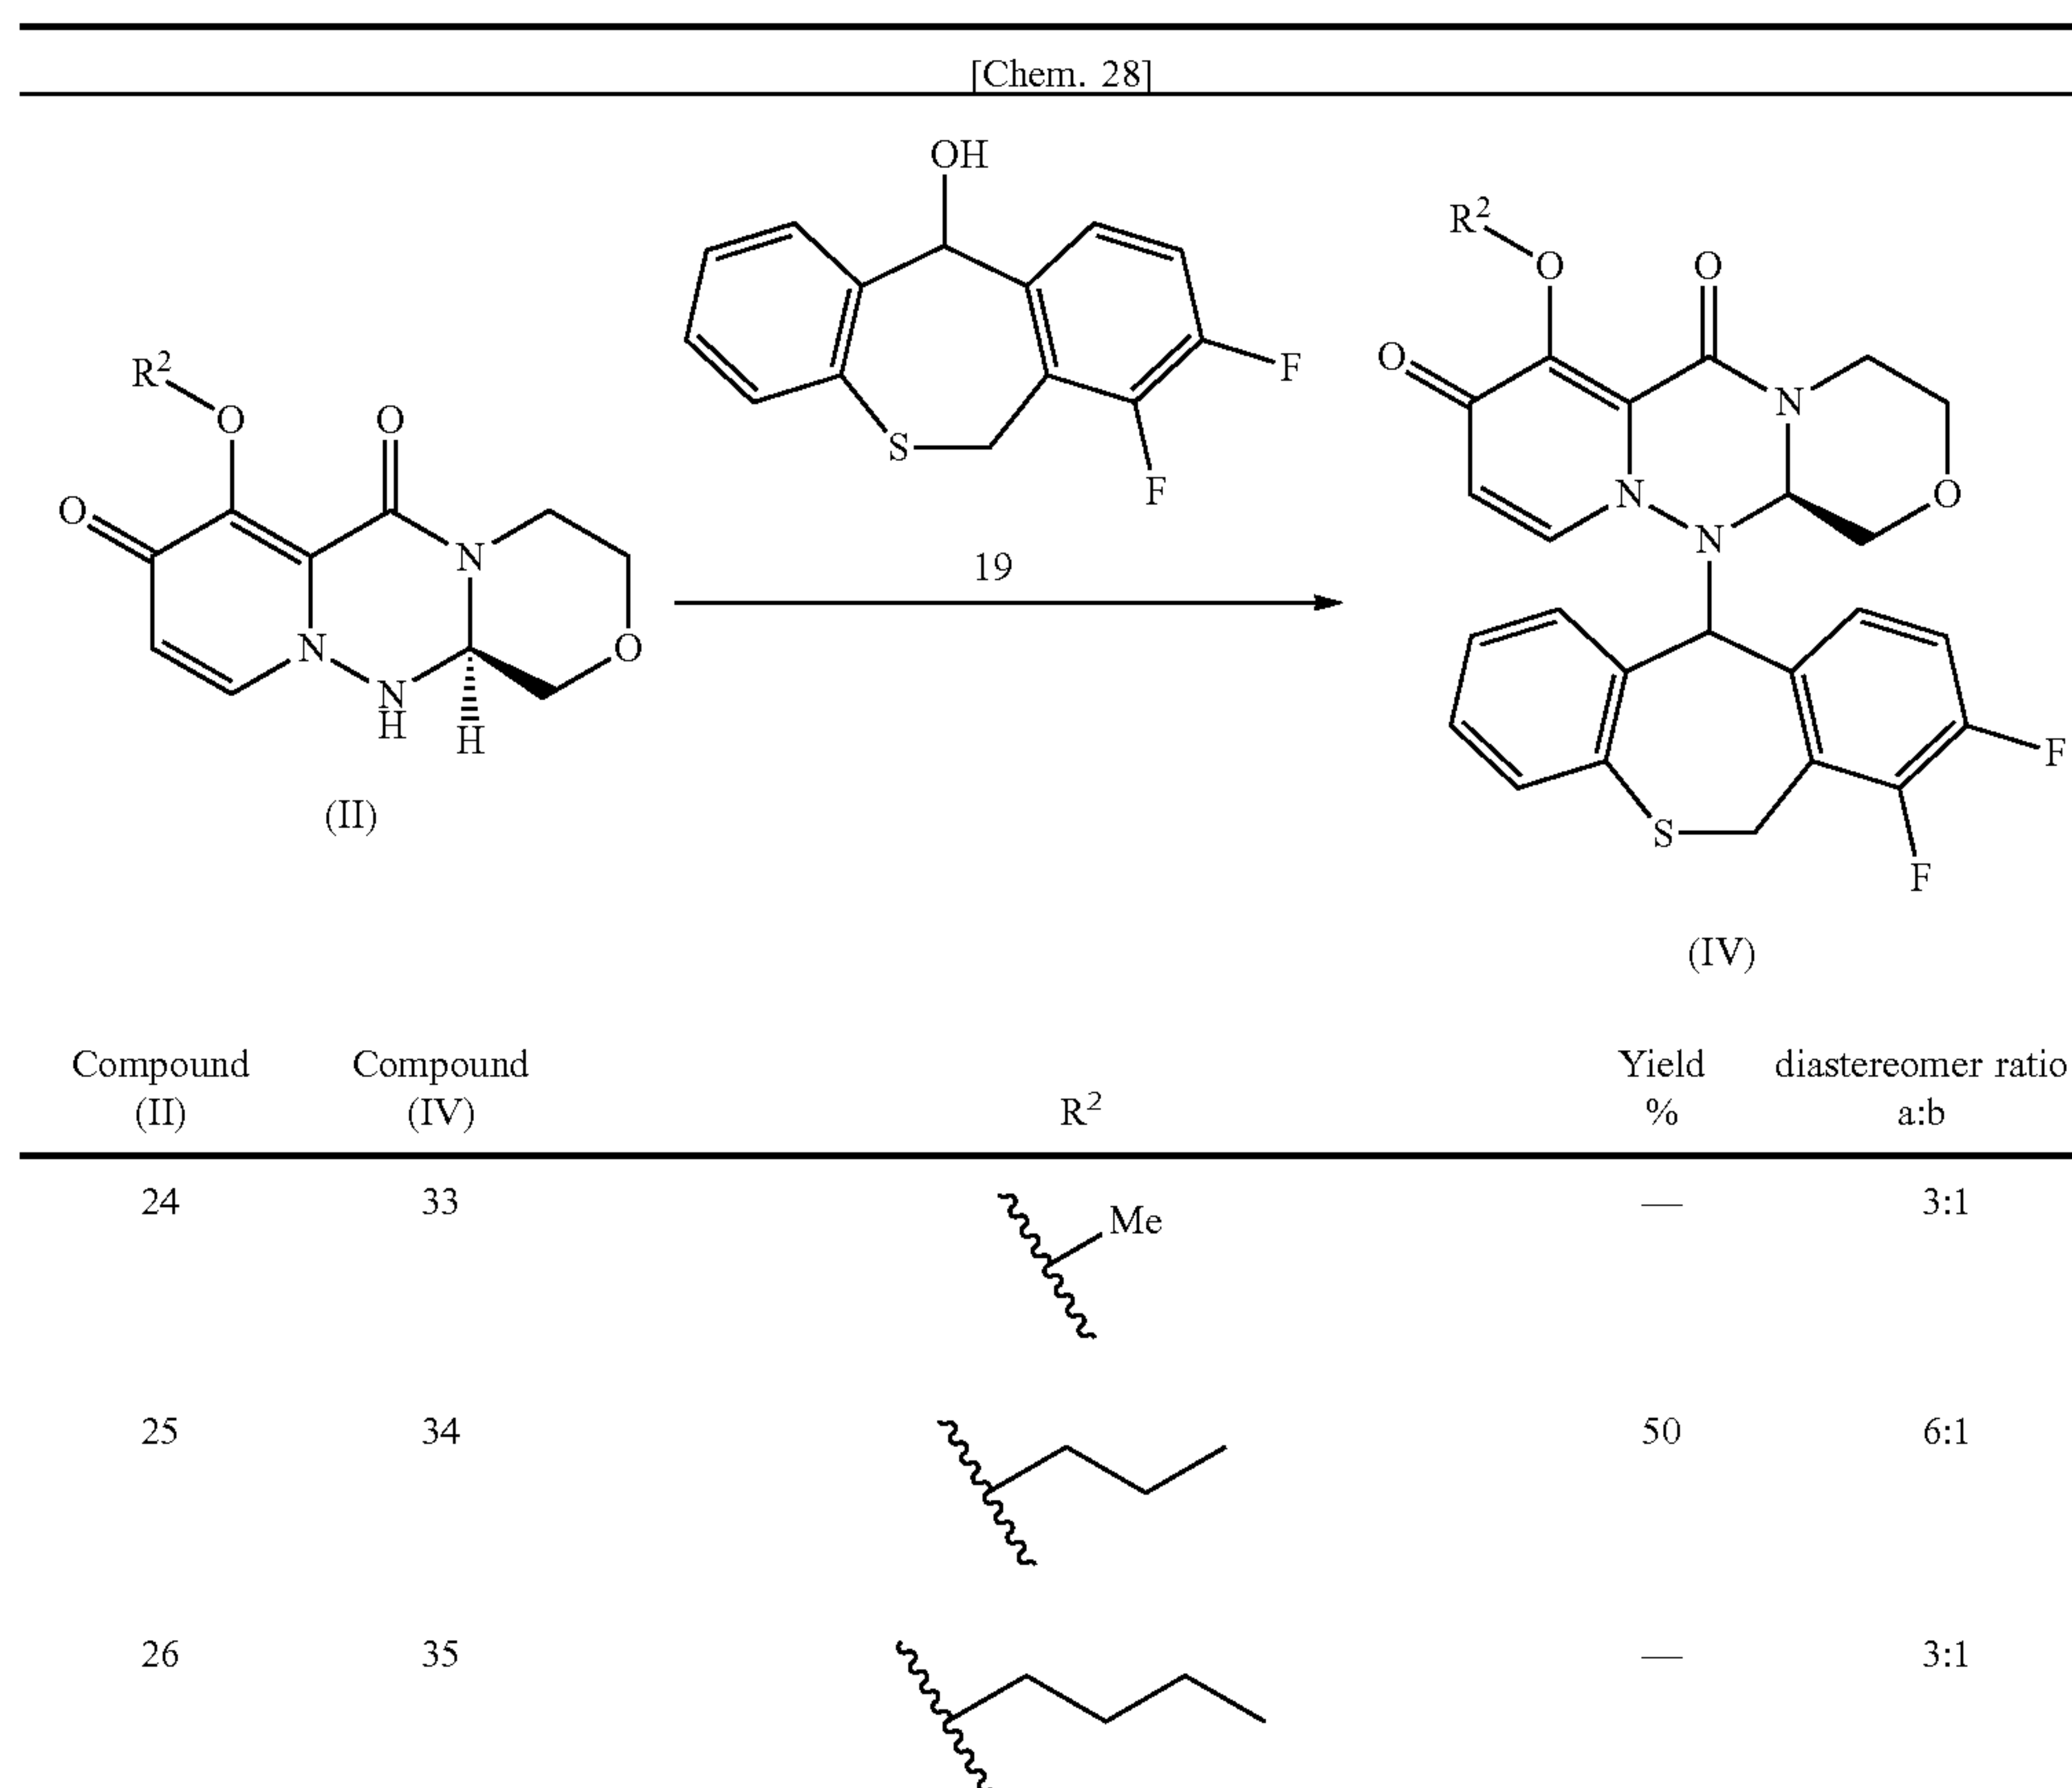 [Chem. 28]
OH
F
F
S
R²
O
O
O
N
N
N
H
H
O
(II)
19
R²
O
O
O
N
N
N
O
F
F
S
(IV)
Compound (II) Compound (IV) R² Yield % diastereomer ratio a:b
24 33 Me — 3:1
25 34 50 6:1
26 35 — 3:1